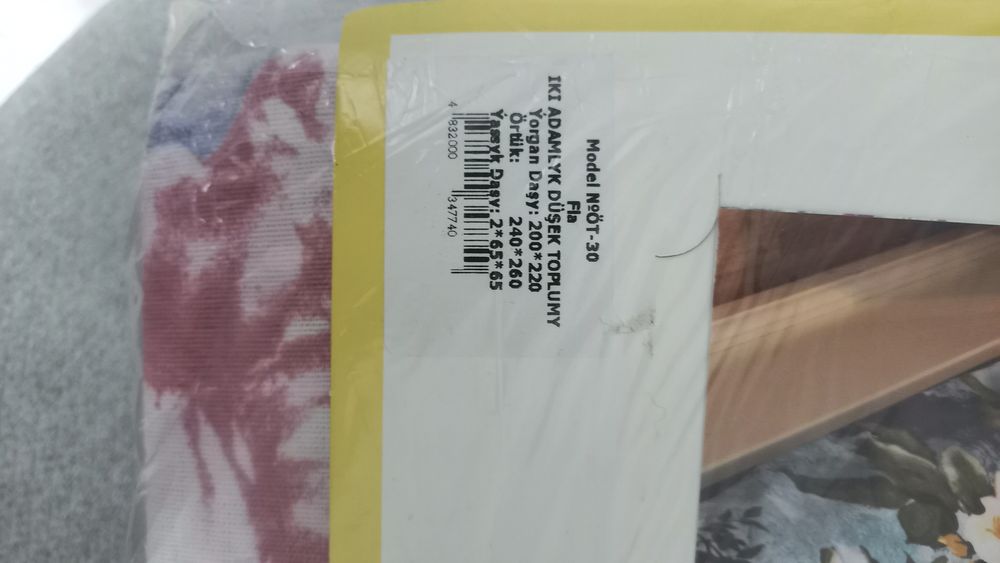 Model №ÖT-30
Fla
IKI ADAMLYK DÜŞEK TOPLUMY
Ýorgan Daşy: 200*220
Örtük: 240*260
Ýassyk Daşy: 2*65*65
4 832000 347740